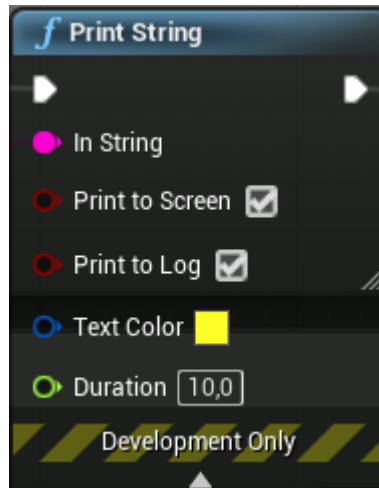 f Print String
In String
Print to Screen
Print to Log
Text Color
Duration 10,0
Development Only